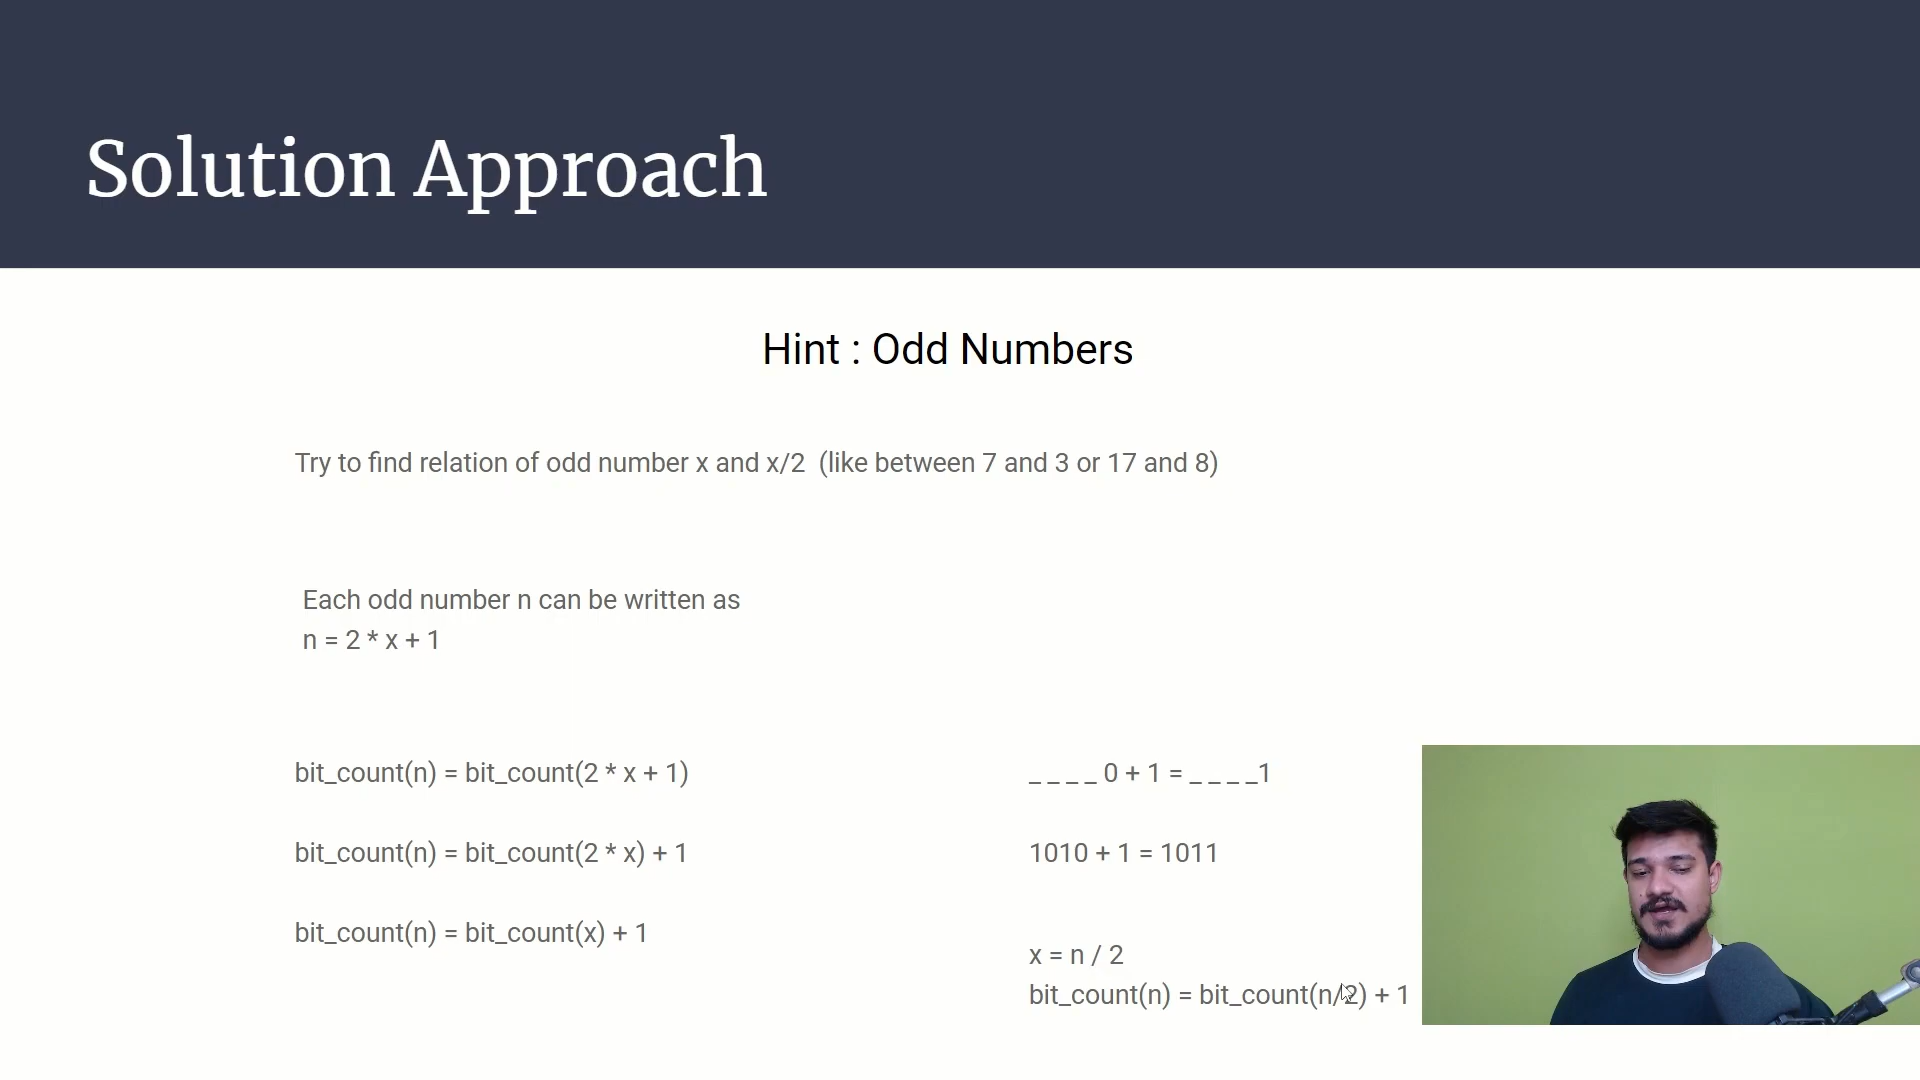 Solution Approach
Hint : Odd Numbers
Try to find relation of odd number x and x/2 (like between 7 and 3 or 17 and 8)
Each odd number n can be written as
n = 2 * x + 1
bit_count(n) = bit_count(2 * x + 1)
bit_count(n) = bit_count(2 * x) + 1
bit_count(n) = bit_count(x) + 1
_ _ _ _ 0 + 1 = _ _ _ _1
1010 + 1 = 1011
x = n / 2
bit_count(n) = bit_count(n/2) + 1